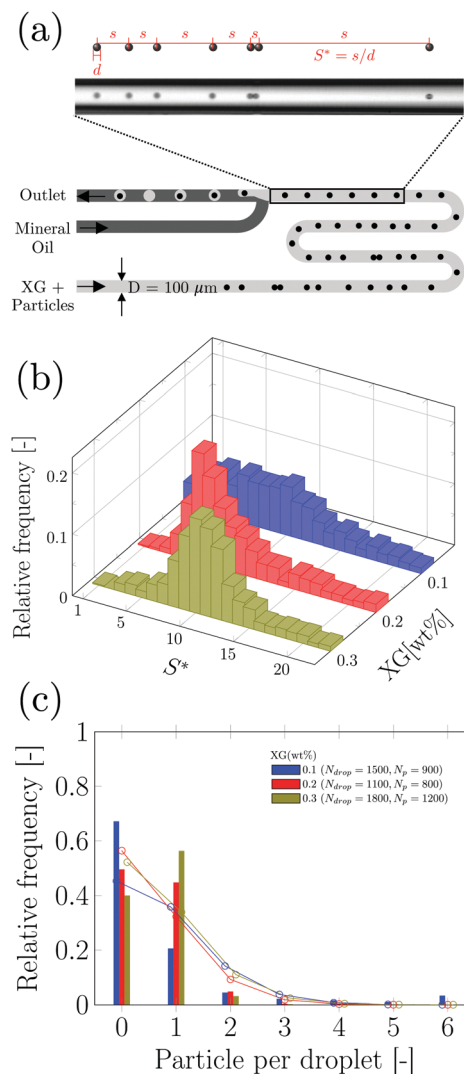 (a)
s s s s s s
d
S* = s/d
Outlet
Mineral
Oil
XG +
Particles
D = 100 μm
(b)
Relative frequency [-]
0.2
0.1
0
1
5
10
15
20
S*
0.1
0.2
0.3
XG[wt%]
(c)
Relative frequency [-]
1
0.8
0.6
0.4
0.2
0
XG(wt%)
0.1 (N_drop = 1500, N_p = 900)
0.2 (N_drop = 1100, N_p = 800)
0.3 (N_drop = 1800, N_p = 1200)
0 1 2 3 4 5 6
Particle per droplet [-]